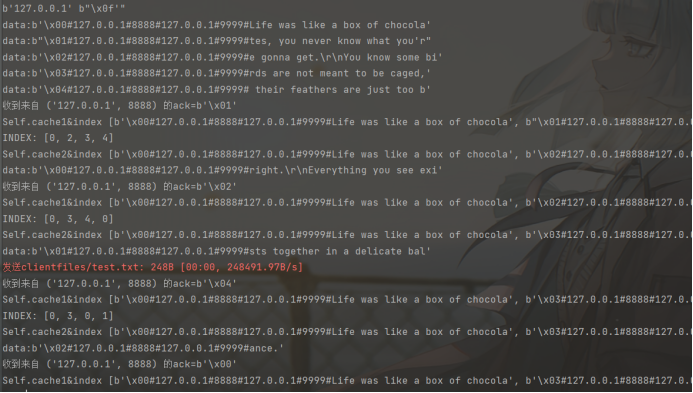 b'127.0.0.1' b"\x0f'"
data:b'\x00#127.0.0.1#8888#127.0.0.1#9999#Life was like a box of chocola'
data:b"\x01#127.0.0.1#8888#127.0.0.1#9999#tes, you never know what you'r"
data:b'\x02#127.0.0.1#8888#127.0.0.1#9999#e gonna get.\r\nYou know some bi'
data:b'\x03#127.0.0.1#8888#127.0.0.1#9999#rds are not meant to be caged,'
data:b'\x04#127.0.0.1#8888#127.0.0.1#9999# their feathers are just too b'
收到来自 ('127.0.0.1', 8888) 的ack=b'\x01'
Self.cache1&index [b'\x00#127.0.0.1#8888#127.0.0.1#9999#Life was like a box of chocola', b"\x01#127.0.0.1#8888#127.0.
INDEX: [0, 2, 3, 4]
Self.cache2&index [b'\x00#127.0.0.1#8888#127.0.0.1#9999#Life was like a box of chocola', b'\x02#127.0.0.1#8888#127.0.
data:b'\x00#127.0.0.1#8888#127.0.0.1#9999#right.\r\nEverything you see exi'
收到来自 ('127.0.0.1', 8888) 的ack=b'\x02'
Self.cache1&index [b'\x00#127.0.0.1#8888#127.0.0.1#9999#Life was like a box of chocola', b'\x02#127.0.0.1#8888#127.0.
INDEX: [0, 3, 4, 0]
Self.cache2&index [b'\x00#127.0.0.1#8888#127.0.0.1#9999#Life was like a box of chocola', b'\x03#127.0.0.1#8888#127.0.
data:b'\x01#127.0.0.1#8888#127.0.0.1#9999#sts together in a delicate bal'
发送clientfiles/test.txt: 248B [00:00, 248491.97B/s]
收到来自 ('127.0.0.1', 8888) 的ack=b'\x04'
Self.cache1&index [b'\x00#127.0.0.1#8888#127.0.0.1#9999#Life was like a box of chocola', b'\x03#127.0.0.1#8888#127.0.
INDEX: [0, 3, 0, 1]
Self.cache2&index [b'\x00#127.0.0.1#8888#127.0.0.1#9999#Life was like a box of chocola', b'\x03#127.0.0.1#8888#127.0.
data:b'\x02#127.0.0.1#8888#127.0.0.1#9999#ance.'
收到来自 ('127.0.0.1', 8888) 的ack=b'\x00'
Self.cache1&index [b'\x00#127.0.0.1#8888#127.0.0.1#9999#Life was like a box of chocola', b'\x03#127.0.0.1#8888#127.0.